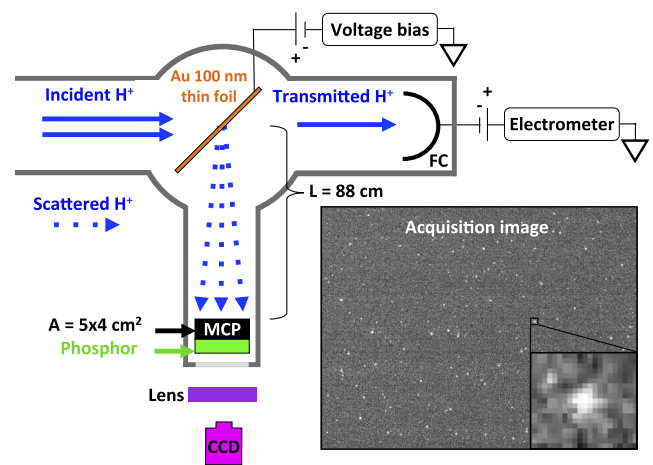 Voltage bias
+
-
Au 100 nm
thin foil
Incident H⁺
Transmitted H⁺
+
-
Electrometer
FC
L = 88 cm
Scattered H⁺
Acquisition image
A = 5x4 cm²
MCP
Phosphor
Lens
CCD